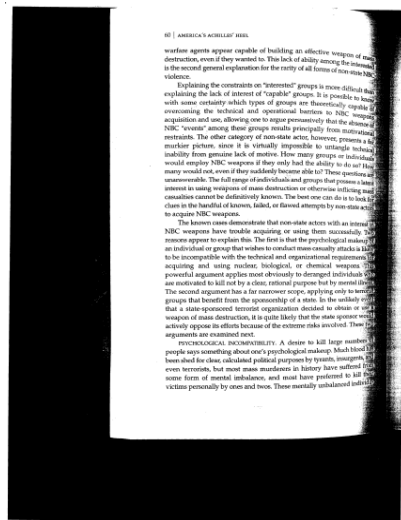 60 | AMERICA'S ACHILLES' HEEL
warfare agents appear capable of building an effective weapon of mass
destruction, even if they wanted to. This lack of ability among the interested
is the second general explanation for the rarity of all forms of non-state NBC
violence.
Explaining the constraints on "interested" groups is more difficult than
explaining the lack of interest of "capable" groups. It is possible to know
with some certainty which types of groups are theoretically capable of
overcoming the technical and operational barriers to NBC weapons
acquisition and use, allowing one to argue persuasively that the absence of
NBC "events" among these groups results principally from motivational
restraints. The other category of non-state actor, however, presents a far
murkier picture, since it is virtually impossible to untangle technical
inability from genuine lack of motive. How many groups or individuals
would employ NBC weapons if they only had the ability to do so? How
many would not, even if they suddenly became able to? These questions are
unanswerable. The full range of individuals and groups that possess a latent
interest in using weapons of mass destruction or otherwise inflicting mass
casualties cannot be definitively known. The best one can do is to look for
clues in the handful of known, failed, or flawed attempts by non-state actors
to acquire NBC weapons.
The known cases demonstrate that non-state actors with an interest in
NBC weapons have trouble acquiring or using them successfully. Two
reasons appear to explain this. The first is that the psychological makeup of
an individual or group that wishes to conduct mass casualty attacks is likely
to be incompatible with the technical and organizational requirements of
acquiring and using nuclear, biological, or chemical weapons. This
powerful argument applies most obviously to deranged individuals who
are motivated to kill not by a clear, rational purpose but by mental illness.
The second argument has a far narrower scope, applying only to terrorist
groups that benefit from the sponsorship of a state. In the unlikely event
that a state-sponsored terrorist organization decided to obtain or use a
weapon of mass destruction, it is quite likely that the state sponsor would
actively oppose its efforts because of the extreme risks involved. These two
arguments are examined next.
PSYCHOLOGICAL INCOMPATIBILITY. A desire to kill large numbers of
people says something about one's psychological makeup. Much blood has
been shed for clear, calculated political purposes by tyrants, insurgents, and
even terrorists, but most mass murderers in history have suffered from
some form of mental imbalance, and most have preferred to kill their
victims personally by ones and twos. These mentally unbalanced